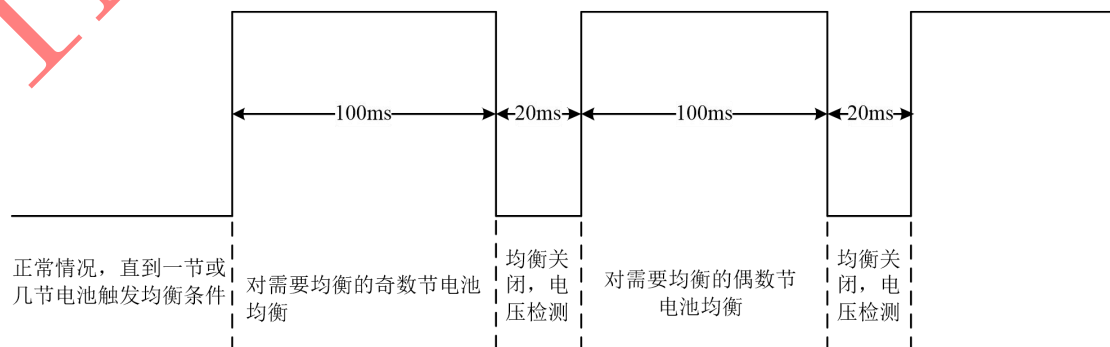 100ms
20ms
100ms
20ms
正常情况，直到一节或
几节电池触发均衡条件
对需要均衡的奇数节电池
均衡
均衡关
闭，电
压检测
对需要均衡的偶数节
电池均衡
均衡关
闭，电
压检测